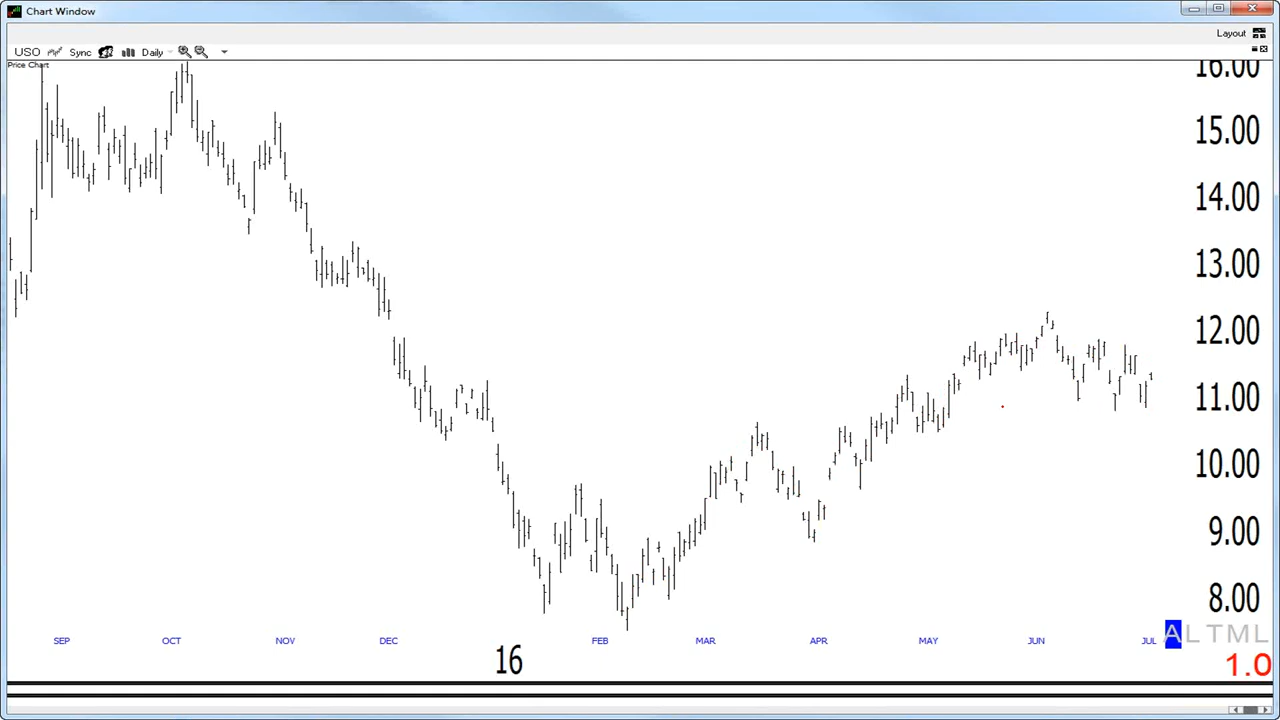 Chart Window
Layout
USO Sync Daily
Price Chart
16.00
15.00
14.00
13.00
12.00
11.00
10.00
9.00
8.00
SEP OCT NOV DEC FEB MAR APR MAY JUN JUL
A L T M L
16
1.0